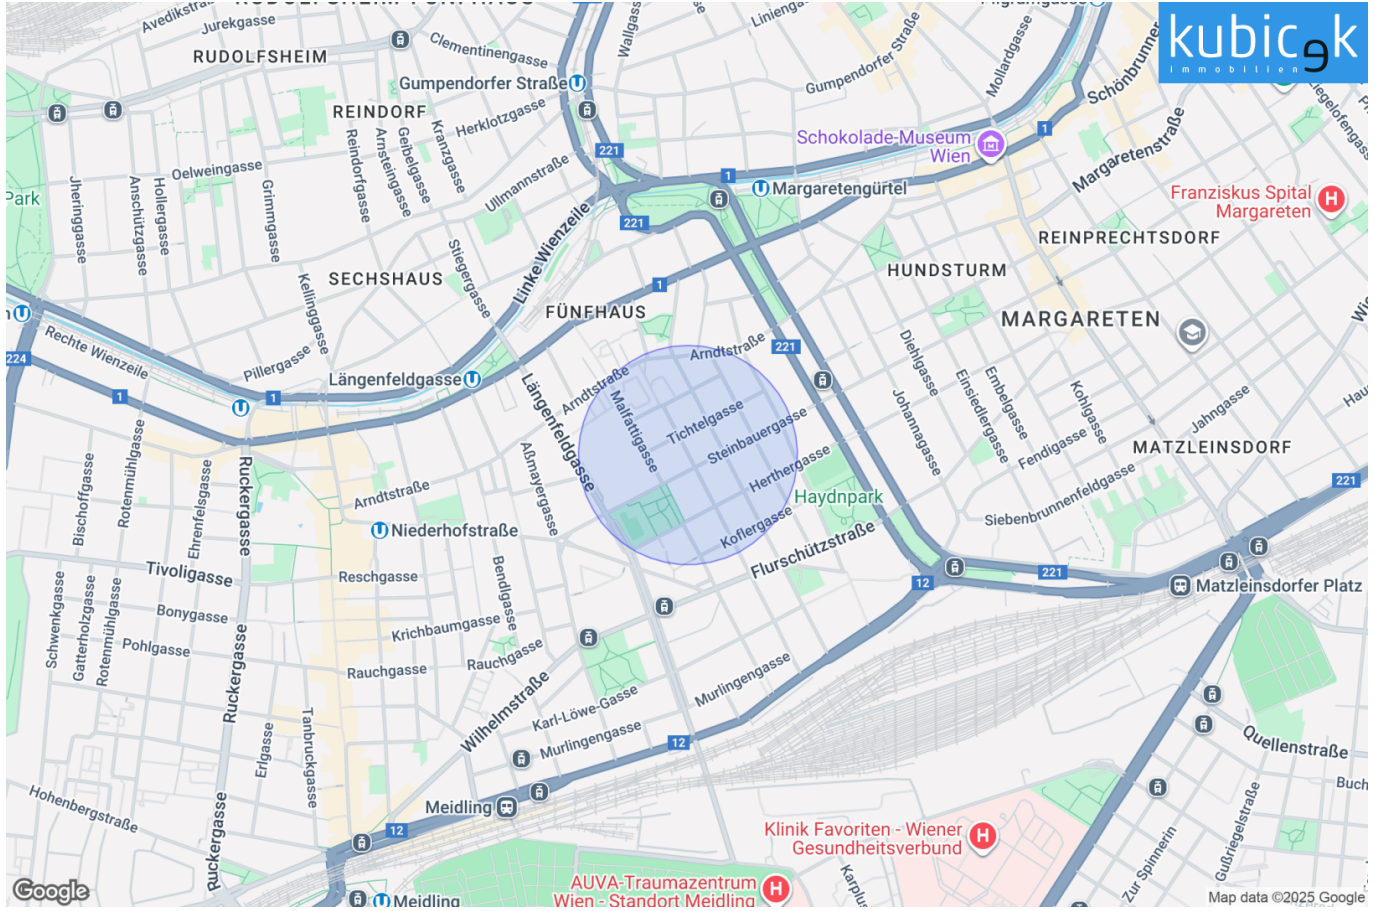 Avedikstraße
Jurekgasse
RUDOLFSHEIM
Clementinengasse
Wallgasse
Liniengasse
Gumpendorfer Straße
Mollardgasse
Schönbrunner
kubicek
immobilien
Gumpendorfer Straße
REINDORF
Herklotzgasse
Kranzgasse
Geibelgasse
Arnsteingasse
Reindorfgasse
Oelweingasse
Ullmannstraße
221
1
1
Schokolade-Museum
Wien
Margaretenstraße
Franziskus Spital
Margareten
H
Park
Jheringgasse
Anschützgasse
Hollergasse
Grimmgasse
Margaretengürtel
221
REINPRECHTSDORF
Stiegergasse
Linke Wienzeile
SECHSHAUS
Kellinggasse
1
HUNDSTURM
FÜNFHAUS
MARGARETEN
Rechte Wienzeile
224
Pillergasse
Längenfeldgasse
1
1
Arndtstraße
221
Diehlgasse
Einsiedlergasse
Embelgasse
Kohlgasse
Jahngasse
Johannagasse
Fendigasse
MATZLEINSDORF
Arndtstraße
Malfattigasse
Tichtelgasse
Steinbauergasse
Herthergasse
Längenfeldgasse
Aßmayergasse
Bischoffgasse
Rotenmühlgasse
Ehrenfelsgasse
Ruckergasse
Arndtstraße
Niederhofstraße
Haydnpark
Siebenbrunnenfeldgasse
221
Koflergasse
Flurschützstraße
12
221
Matzleinsdorfer Platz
Tivoligasse
Reschgasse
Bendlgasse
Schwenkgasse
Gatterholzgasse
Rotenmühlgasse
Bonygasse
Pohlgasse
Krichbaumgasse
Rauchgasse
Rauchgasse
Ruckergasse
Wilhelmstraße
Murlingengasse
Karl-Löwe-Gasse
Murlingengasse
12
Erlgasse
Tanbruckgasse
Quellenstraße
Hohenbergstraße
Ruckergasse
Meidling
12
Klinik Favoriten - Wiener
Gesundheitsverbund
H
Gußriegelstraße
Zur Spinnerin
AUVA-Traumazentrum
Wien - Standort Meidling
H
Meidling
Google
Map data ©2025 Google